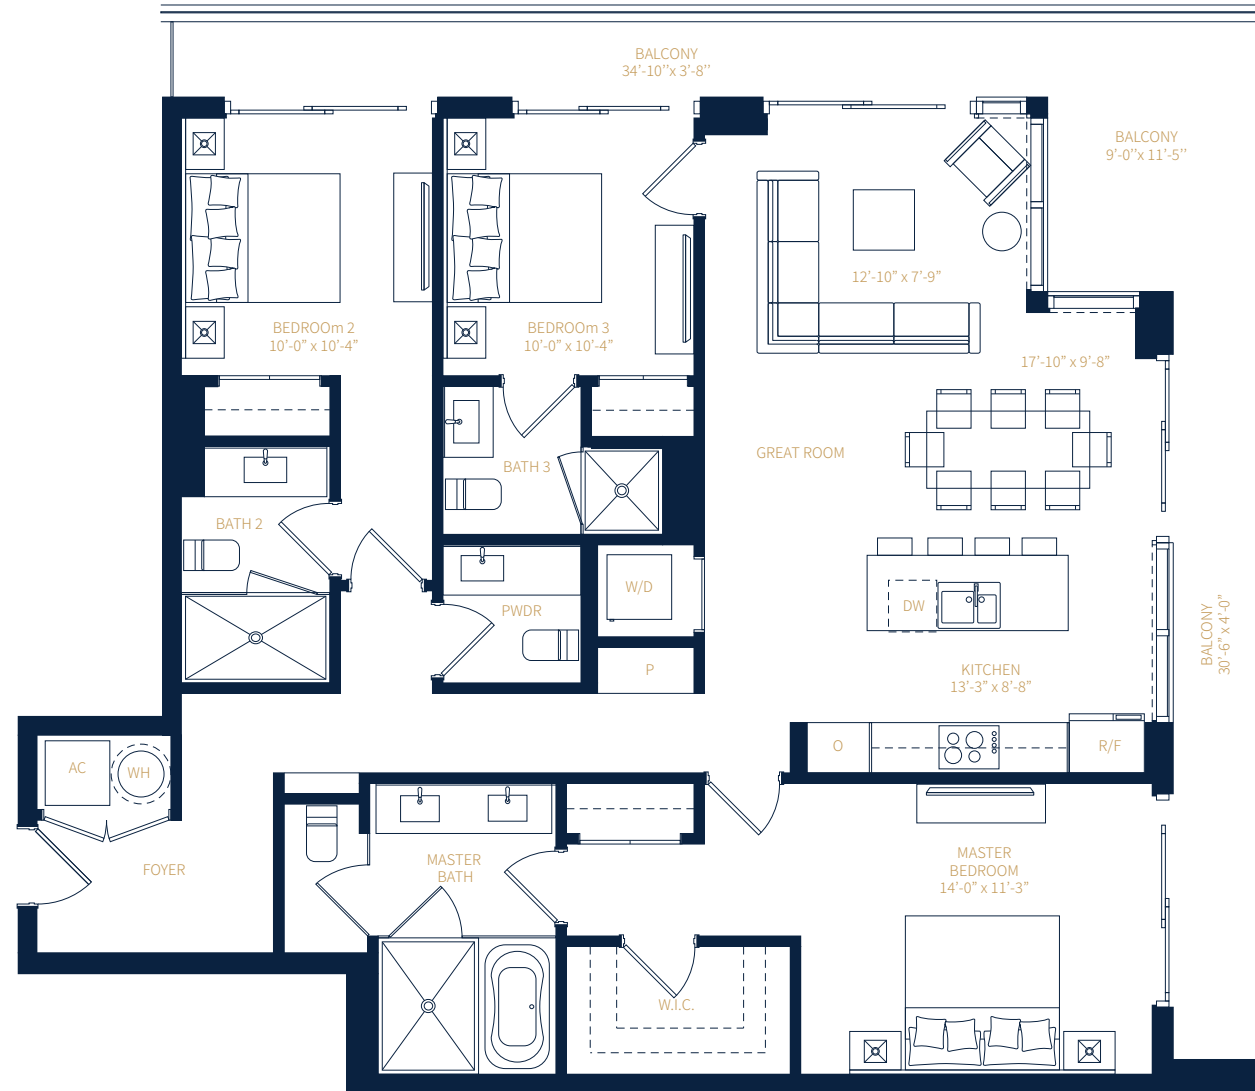 BALCONY
34’-10’’x 3’-8’’
BALCONY
9’-0’’x 11’-5’’
12’-10” x 7’-9”
BEDROOm 2
10’-0” x 10’-4”
BEDROOm 3
10’-0” x 10’-4”
17’-10” x 9’-8”
GREAT ROOM
BATH 3
BATH 2
W/D
PWDR
DW
BALCONY
30’-6” x 4’-0”
P
KITCHEN
13’-3” x 8’-8”
O
R/F
AC
WH
FOYER
MASTER
BATH
MASTER
BEDROOM
14’-0” x 11’-3”
W.I.C.